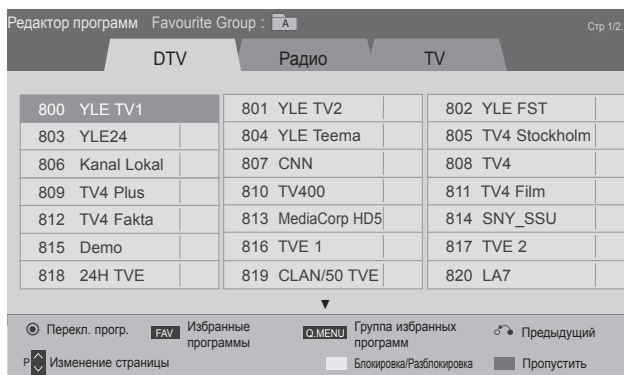 Редактор программ Favourite Group : A Стр 1/2.
DTV Радио TV
800 YLE TV1 801 YLE TV2 802 YLE FST
803 YLE24 804 YLE Teema 805 TV4 Stockholm
806 Kanal Lokal 807 CNN 808 TV4
809 TV4 Plus 810 TV400 811 TV4 Film
812 TV4 Fakta 813 MediaCorp HD5 814 SNY_SSU
815 Demo 816 TVE 1 817 TVE 2
818 24H TVE 819 CLAN/50 TVE 820 LA7
Перекл. прогр. FAV Избранные программы Q.MENU Группа избранных программ Предыдущий
P Изменение страницы Блокировка/Разблокировка Пропустить